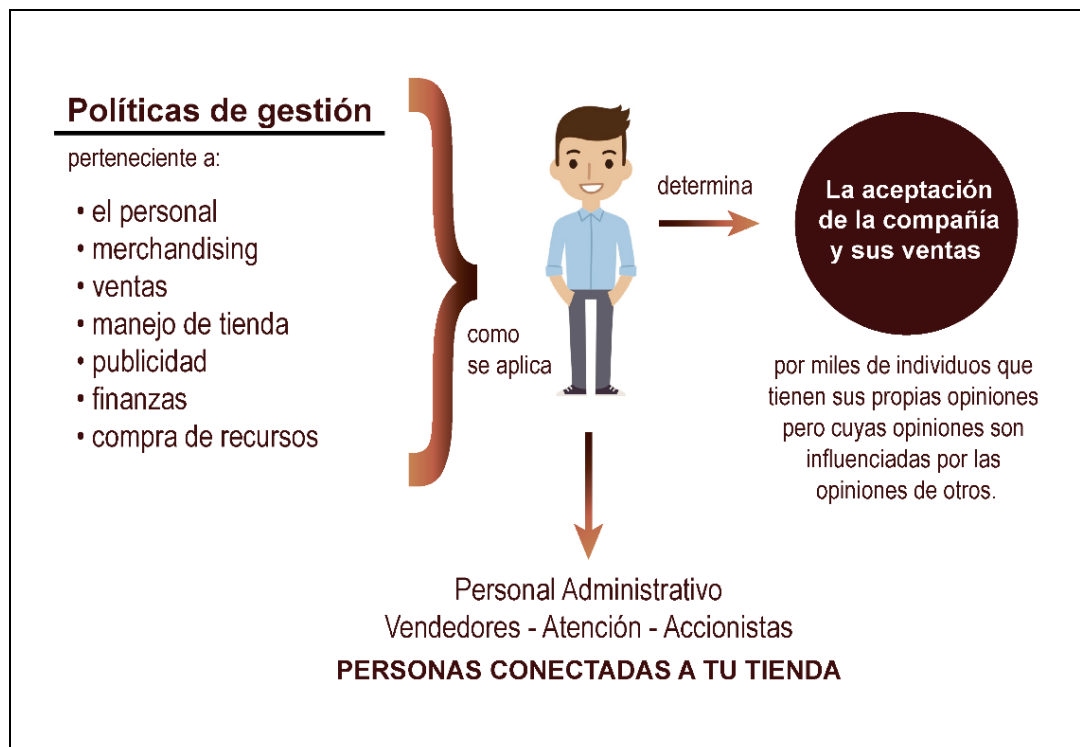 Políticas de gestión
perteneciente a:
• el personal
• merchandising
• ventas
• manejo de tienda
• publicidad
• finanzas
• compra de recursos
como
se aplica
determina
La aceptación
de la compañía
y sus ventas
por miles de individuos que
tienen sus propias opiniones
pero cuyas opiniones son
influenciadas por las
opiniones de otros.
Personal Administrativo
Vendedores - Atención - Accionistas
PERSONAS CONECTADAS A TU TIENDA